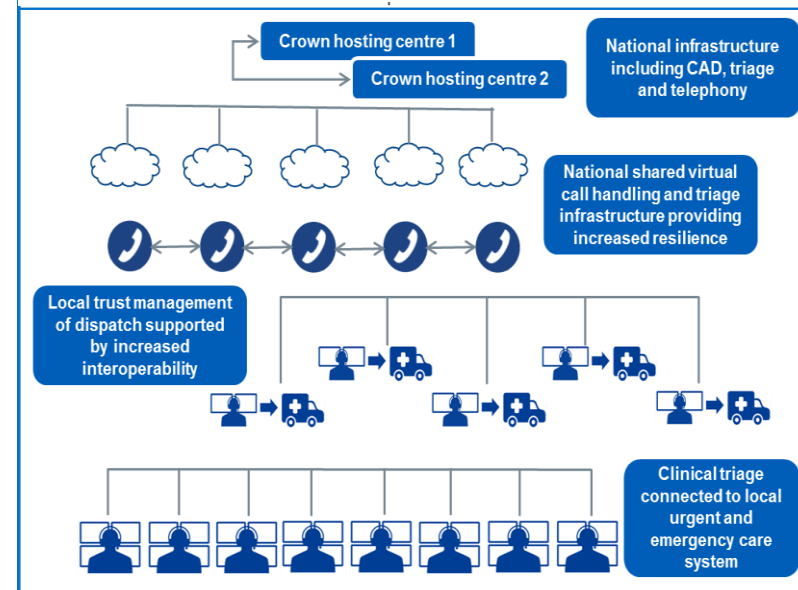 Crown hosting centre 1
Crown hosting centre 2
National infrastructure
including CAD, triage
and telephony
National shared virtual
call handling and triage
infrastructure providing
increased resilience
Local trust management
of dispatch supported
by increased
interoperability
Clinical triage
connected to local
urgent and
emergency care
system